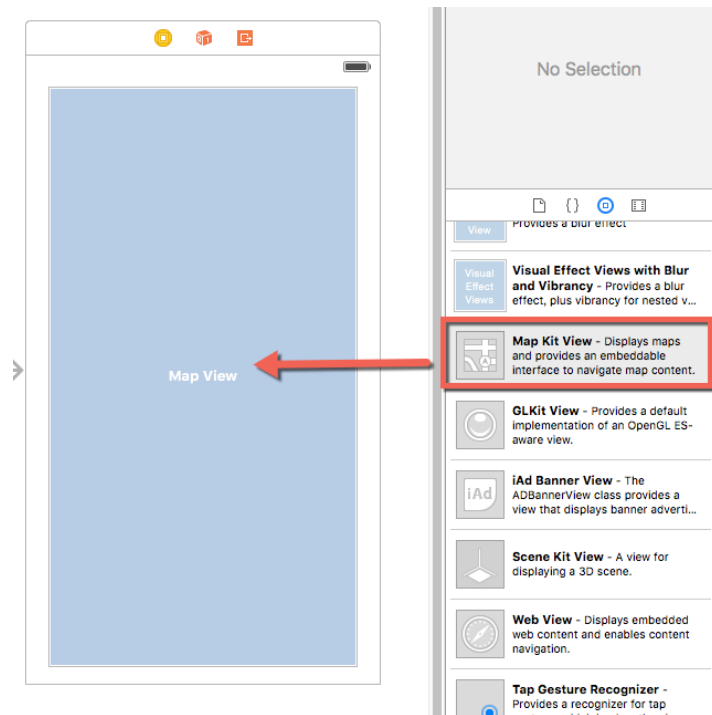 Map View
No Selection
{ }
View
Provides a blur effect
Visual
Effect
Views
Visual Effect Views with Blur
and Vibrancy - Provides a blur
effect, plus vibrancy for nested v...
Map Kit View - Displays maps
and provides an embeddable
interface to navigate map content.
GLKit View - Provides a default
implementation of an OpenGL ES-
aware view.
iAd
iAd Banner View - The
ADBannerView class provides a
view that displays banner adverti...
Scene Kit View - A view for
displaying a 3D scene.
Web View - Displays embedded
web content and enables content
navigation.
Tap Gesture Recognizer -
Provides a recognizer for tap